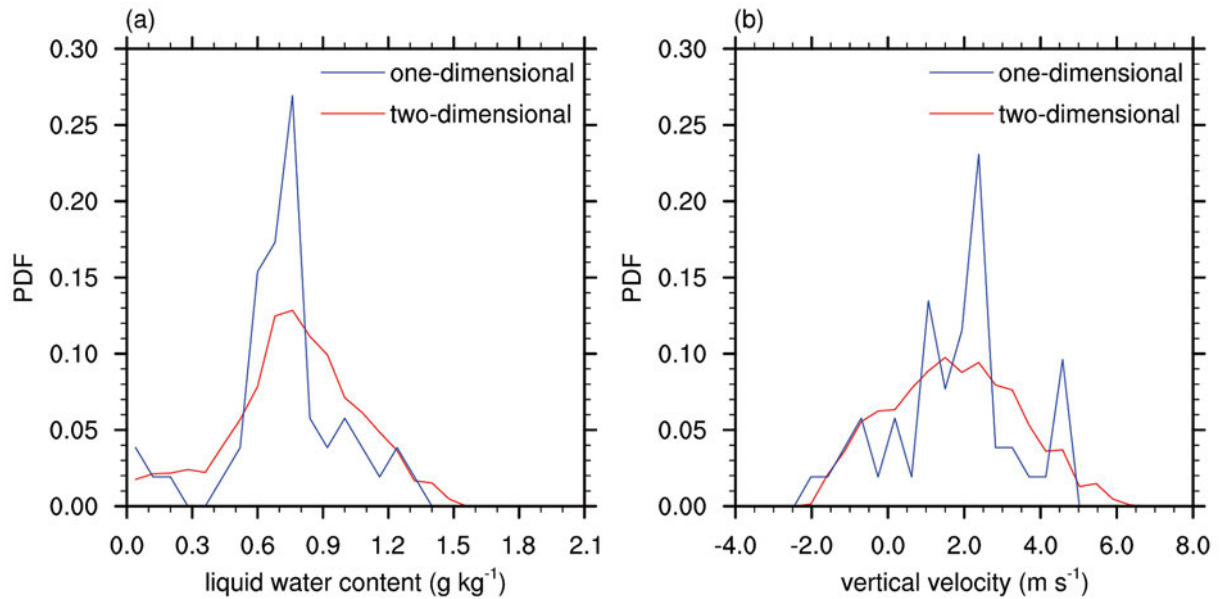 (a)
0.30
0.25
0.20
0.15
0.10
0.05
0.00
PDF
one-dimensional
two-dimensional
0.0 0.3 0.6 0.9 1.2 1.5 1.8 2.1
liquid water content (g kg⁻¹)
(b)
0.30
0.25
0.20
0.15
0.10
0.05
0.00
PDF
one-dimensional
two-dimensional
-4.0 -2.0 0.0 2.0 4.0 6.0 8.0
vertical velocity (m s⁻¹)